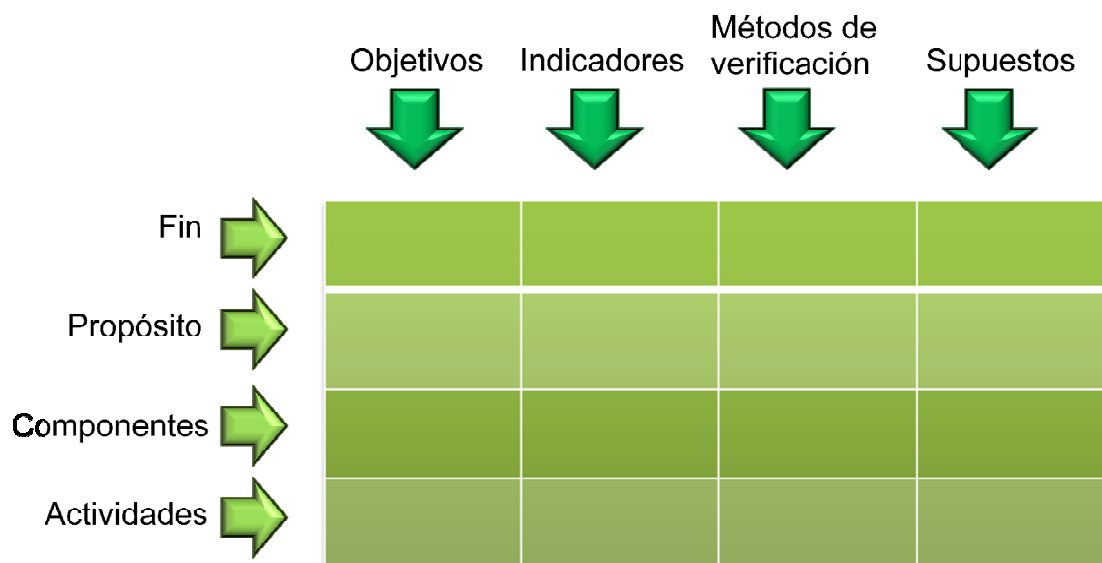 Objetivos
Indicadores
Métodos de
verificación
Supuestos
Fin
Propósito
Componentes
Actividades